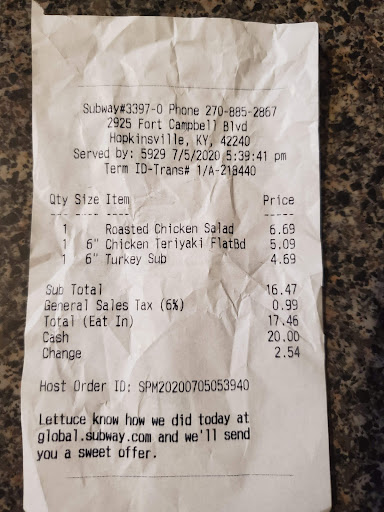 Subway#3397-0 Phone 270-885-2867
2925 Fort Campbell Blvd
Hopkinsville, KY, 42240
Served by: 5929 7/5/2020 5:39:41 pm
Term ID-Trans# 1/A-218440
Qty Size Item Price
--- ---- ---- -----
1 Roasted Chicken Salad 6.69
1 6" Chicken Teriyaki FlatBd 5.09
1 6" Turkey Sub 4.69
Sub Total 16.47
General Sales Tax (6%) 0.99
Total (Eat In) 17.46
Cash 20.00
Change 2.54
Host Order ID: SPM20200705053940
Lettuce know how we did today at
global.subway.com and we'll send
you a sweet offer.